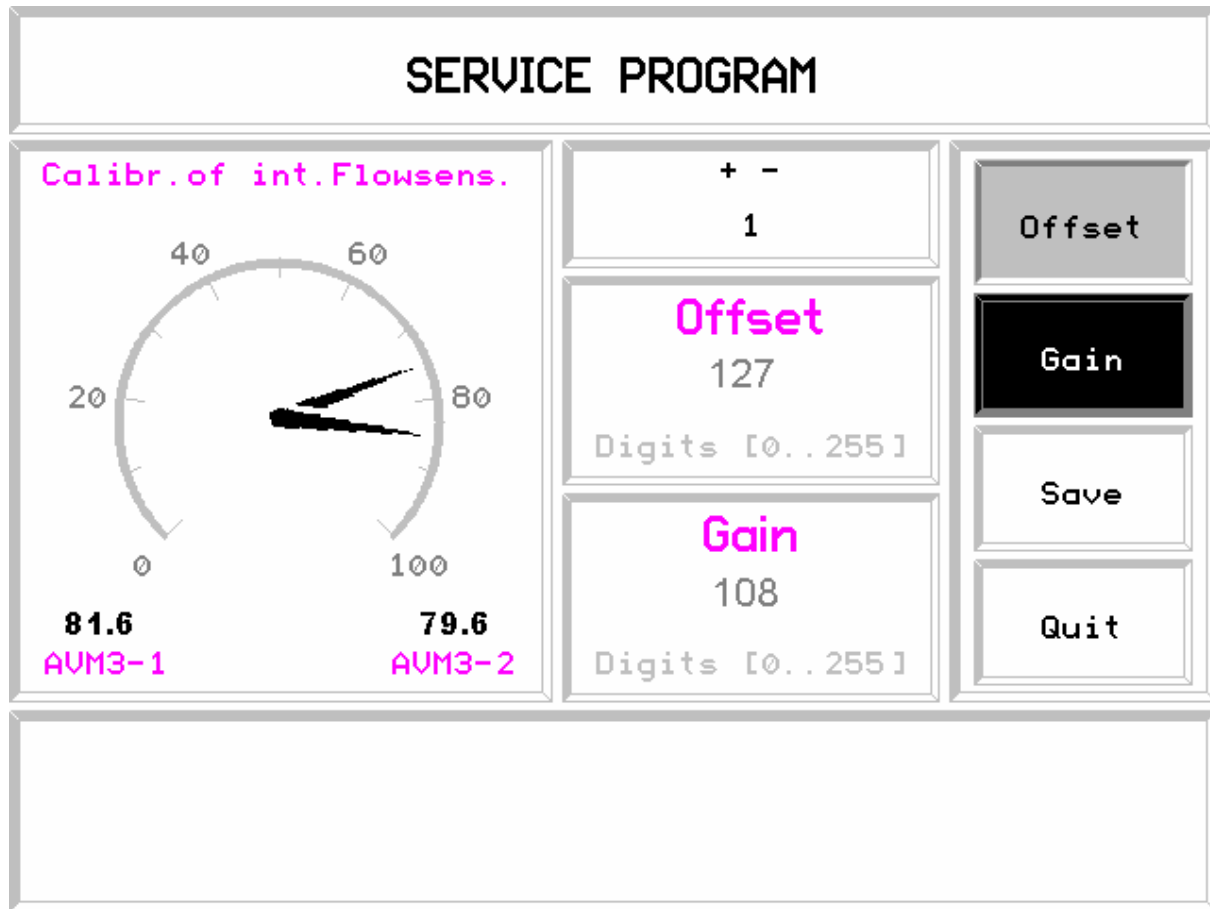 SERVICE PROGRAM
Calibr.of int.Flowsens.
40 60
20 80
0 100
81.6 79.6
AVM3-1 AVM3-2
+ -
1
Offset
127
Digits [0..255]
Gain
108
Digits [0..255]
Offset
Gain
Save
Quit